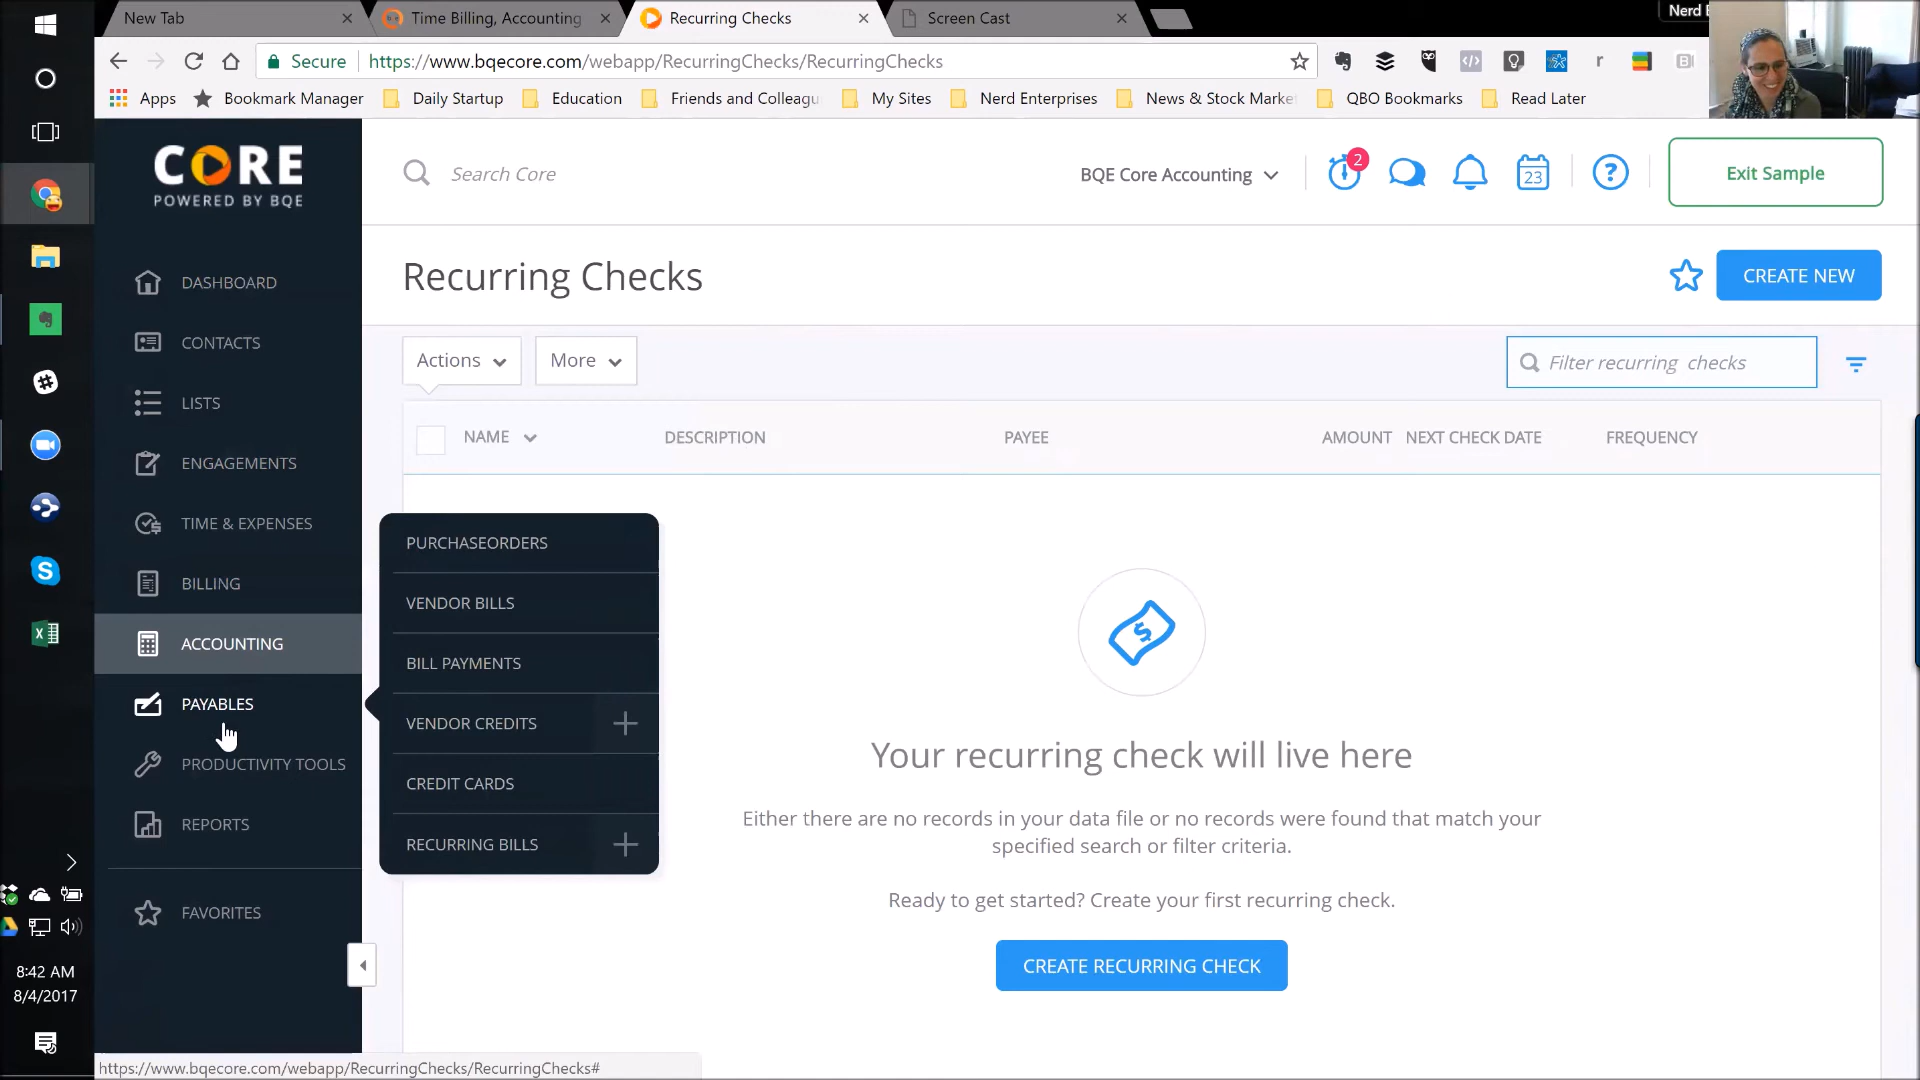 New Tab
Time Billing, Accounting
Recurring Checks
Screen Cast
Nerd
Secure
https://www.bqecore.com/webapp/RecurringChecks/RecurringChecks
Apps
Bookmark Manager
Daily Startup
Education
Friends and Colleagu
My Sites
Nerd Enterprises
News & Stock Market
QBO Bookmarks
Read Later
CORE
POWERED BY BQE
Search Core
BQE Core Accounting
2
23
?
Exit Sample
Recurring Checks
CREATE NEW
DASHBOARD
CONTACTS
LISTS
ENGAGEMENTS
TIME & EXPENSES
BILLING
ACCOUNTING
PAYABLES
PRODUCTIVITY TOOLS
REPORTS
FAVORITES
Actions
More
Filter recurring checks
NAME
DESCRIPTION
PAYEE
AMOUNT
NEXT CHECK DATE
FREQUENCY
PURCHASEORDERS
VENDOR BILLS
BILL PAYMENTS
VENDOR CREDITS
CREDIT CARDS
RECURRING BILLS
Your recurring check will live here
Either there are no records in your data file or no records were found that match your
specified search or filter criteria.
Ready to get started? Create your first recurring check.
CREATE RECURRING CHECK
8:42 AM
8/4/2017
https://www.bqecore.com/webapp/RecurringChecks/RecurringChecks#